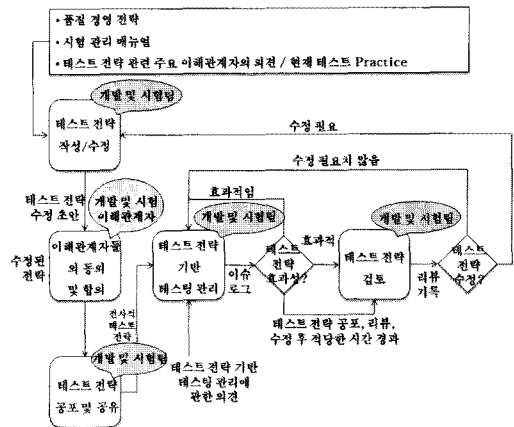 • 품질 경영 전략
• 시험 관리 매뉴얼
• 테스트 전략 관련 주요 이해관계자의 의견 / 현재 테스트 Practice
개발 및 시험팀
테스트 전략
작성/수정
수정 필요
수정 필요치 않음
테스트 전략
수정 초안
개발 및 시험
이해관계자
효과적임
개발 및 시험팀
개발 및 시험팀
수정된
전략
이해관계자들
의 동의
및 합의
테스트 전략
기반
테스팅 관리
이슈
로그
테스트
전략
효과성?
효과적
테스트 전략
검토
리뷰
기록
테스트
전략
수정?
전사적
테스트
전략
테스트 전략 공포, 리뷰,
수정 후 적당한 시간 경과
개발 및 시험팀
테스트 전략
공포 및 공유
테스트 전략 기반
테스팅 관리에
관한 의견